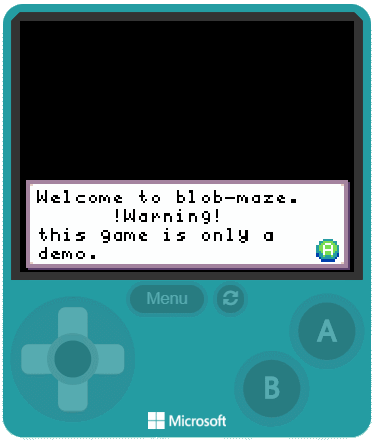 Welcome to blob-maze.
!Warning!
this game is only a
demo.
A
Menu
A
B
Microsoft